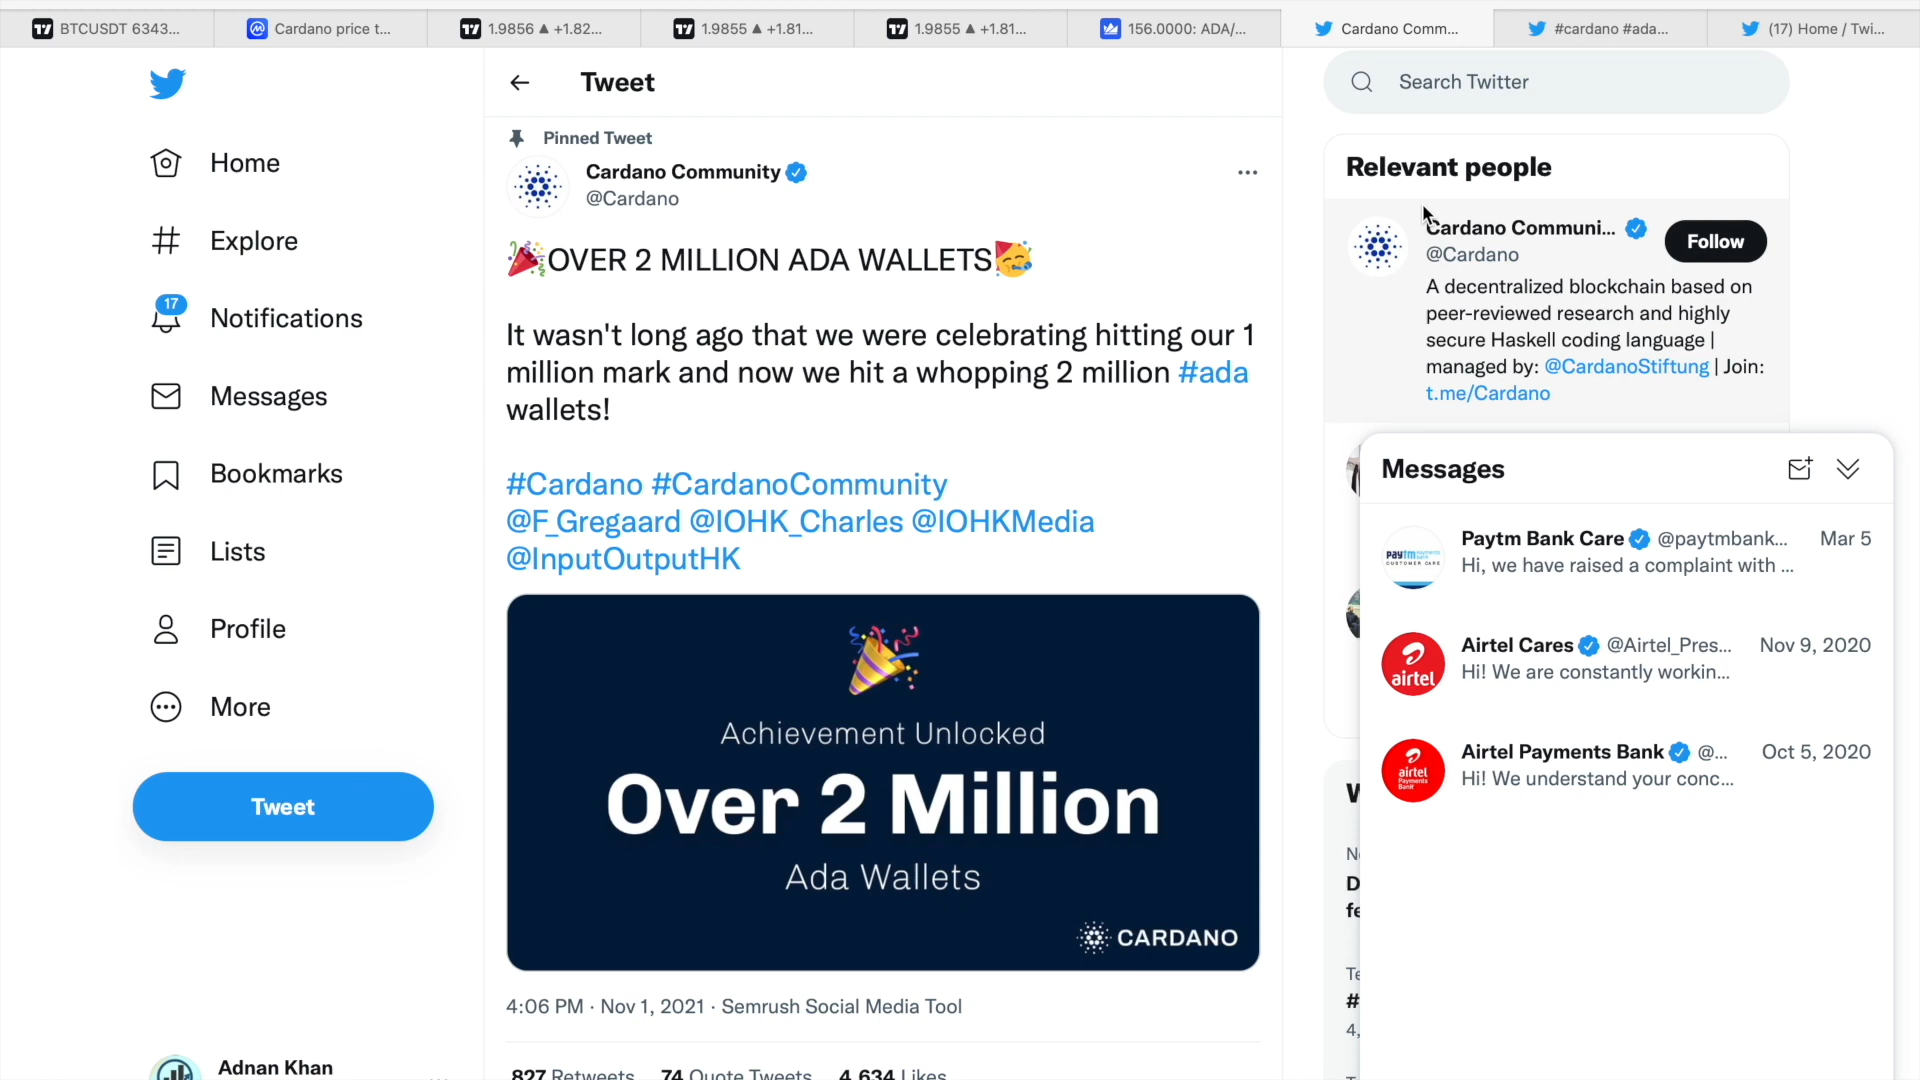 BTCUSDT 6343...
Cardano price t...
1.9856 ▲ +1.82...
1.9855 ▲ +1.81...
1.9855 ▲ +1.81...
156.0000: ADA/...
Cardano Comm...
#cardano #ada...
(17) Home / Twi...
Home
Explore
17
Notifications
Messages
Bookmarks
Lists
Profile
More
Tweet
Adnan Khan
Tweet
Pinned Tweet
Cardano Community
@Cardano
🎉OVER 2 MILLION ADA WALLETS🥳
It wasn't long ago that we were celebrating hitting our 1
million mark and now we hit a whopping 2 million #ada
wallets!
#Cardano #CardanoCommunity
@F_Gregaard @IOHK_Charles @IOHKMedia
@InputOutputHK
Achievement Unlocked
Over 2 Million
Ada Wallets
CARDANO
4:06 PM · Nov 1, 2021 · Semrush Social Media Tool
827 Retweets 74 Quote Tweets 4,634 Likes
Search Twitter
Relevant people
Cardano Communi...
Follow
@Cardano
A decentralized blockchain based on
peer-reviewed research and highly
secure Haskell coding language |
managed by: @CardanoStiftung | Join:
t.me/Cardano
Messages
Paytm Bank Care @paytmbank... Mar 5
Hi, we have raised a complaint with ...
Airtel Cares @Airtel_Pres... Nov 9, 2020
Hi! We are constantly workin...
airtel
Airtel Payments Bank @... Oct 5, 2020
Hi! We understand your conc...
airtel
Payments
Bank